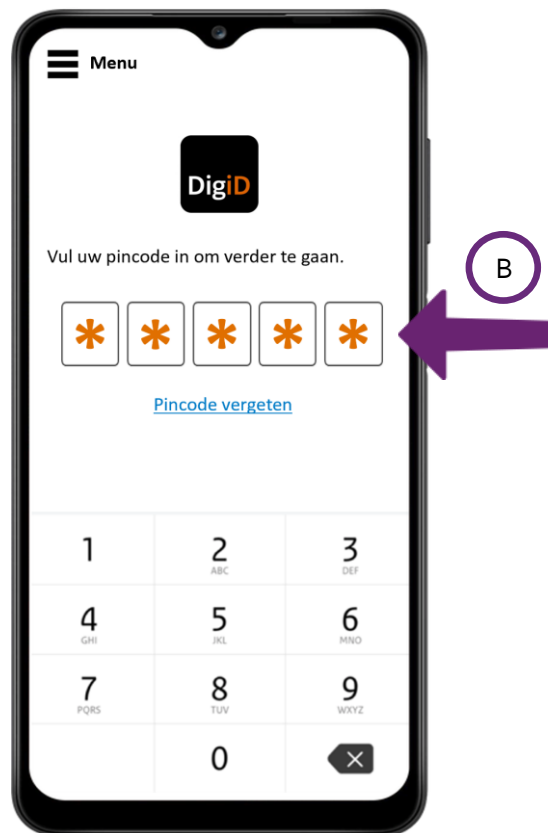 Menu
DigiD
Vul uw pincode in om verder te gaan.
B
* * * * *
Pincode vergeten
1 2 3
ABC DEF
4 5 6
GHI JKL MNO
7 8 9
PQRS TUV WXYZ
0